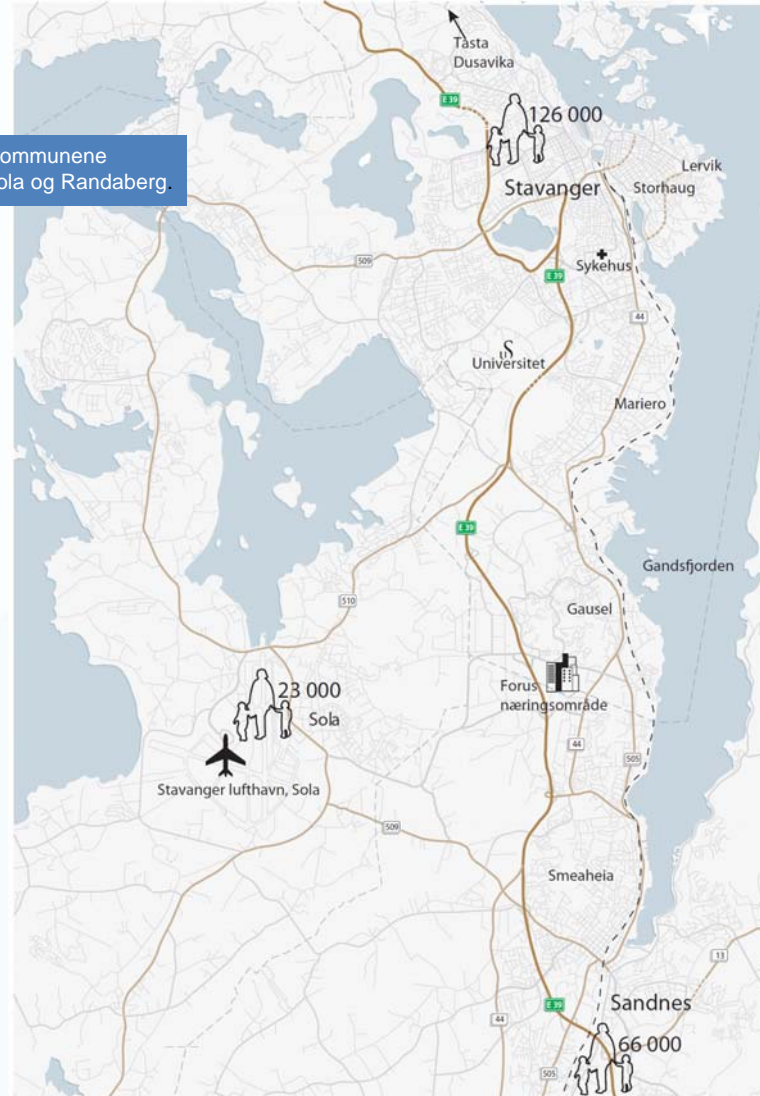 Tasta
Dusavika
E 39
126 000
ommunene
ola og Randaberg.
Stavanger
Lervik
Storhaug
509
Sykehus
E 39
44
Universitet
Mariero
E 39
Gandsfjorden
510
Gausel
23 000
Sola
Forus
næringsområde
44
505
Stavanger lufthavn, Sola
509
Smeaheia
13
Sandnes
E 39
44
66 000
505